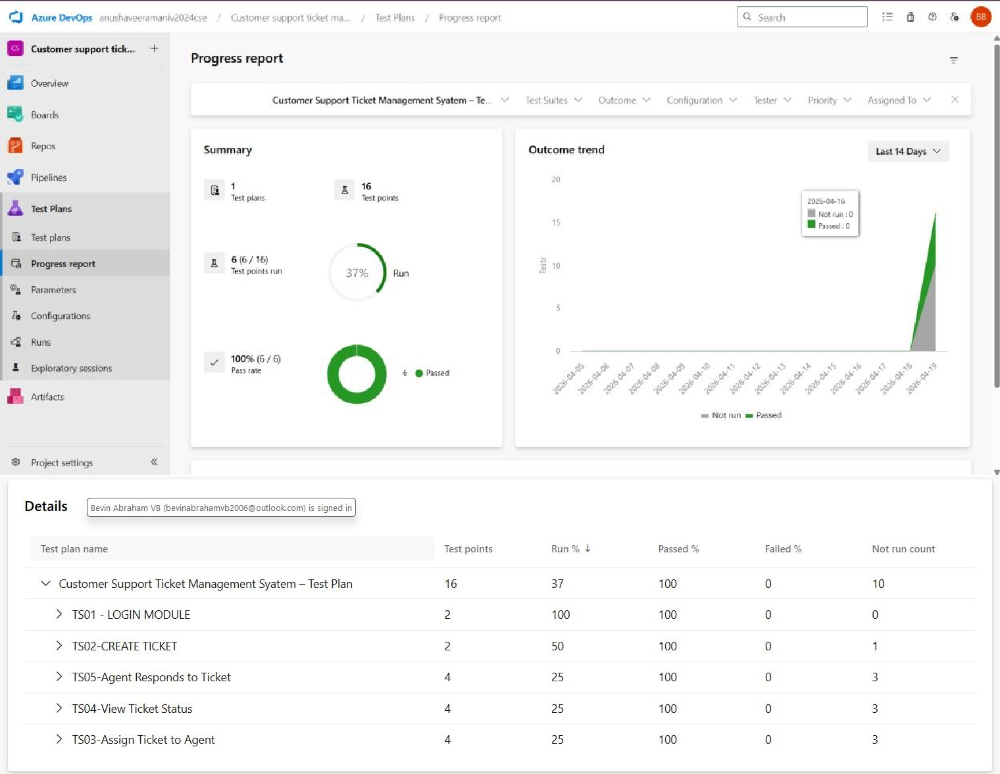 Azure DevOps anushaveeramaniv2024cse / Customer support ticket ma... / Test Plans / Progress report
Search
BB
CS Customer support tick... +
Overview
Boards
Repos
Pipelines
Test Plans
Test plans
Progress report
Parameters
Configurations
Runs
Exploratory sessions
Artifacts
Project settings
Progress report
Customer Support Ticket Management Syatem – Te... Test Suites Outcome Configuration Tester Priority Assigned To
Summary
1
Test plans
16
Test points
6 (6 / 16)
Test points run
37%
Run
100% (6 / 6)
Pass rate
6 Passed
Outcome trend
Last 14 Days
20
15
10
5
0
Tests
2026-04-16
Not run : 0
Passed : 0
2026-04-05
2026-04-06
2026-04-07
2026-04-08
2026-04-09
2026-04-10
2026-04-11
2026-04-12
2026-04-13
2026-04-14
2026-04-15
2026-04-16
2026-04-17
2026-04-18
2026-04-19
Not run Passed
Details
Bevin Abraham VB (bevinabrahamvb2006@outlook.com) is signed in
Test plan name Test points Run % ↓ Passed % Failed % Not run count
Customer Support Ticket Management Syatem – Test Plan 16 37 100 0 10
TS01 - LOGIN MODULE 2 100 100 0 0
TS02-CREATE TICKET 2 50 100 0 1
TS05-Agent Responds to Ticket 4 25 100 0 3
TS04-View Ticket Status 4 25 100 0 3
TS03-Assign Ticket to Agent 4 25 100 0 3